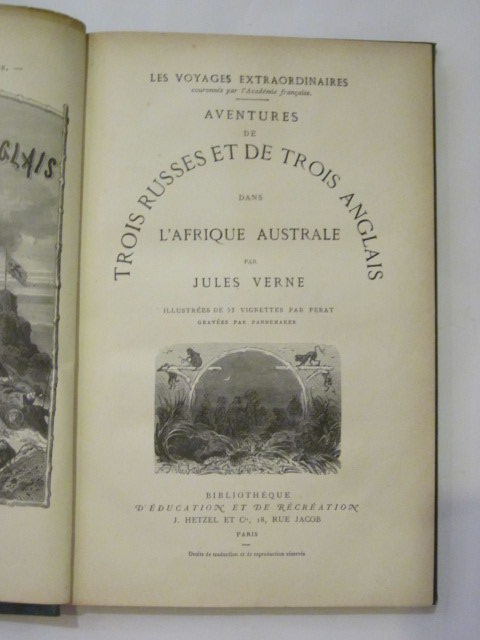 GLAIS
LES VOYAGES EXTRAORDINAIRES
couronnés par l'Académie française.
AVENTURES
DE
TROIS RUSSES ET DE TROIS ANGLAIS
DANS
L'AFRIQUE AUSTRALE
PAR
JULES VERNE
ILLUSTRÉES DE 53 VIGNETTES PAR FERAT
GRAVÉES PAR PANNEMAKER
BIBLIOTHÈQUE
D'ÉDUCATION ET DE RÉCRÉATION
J. HETZEL ET Cie, 18, RUE JACOB
PARIS
Droits de traduction et de reproduction réservés